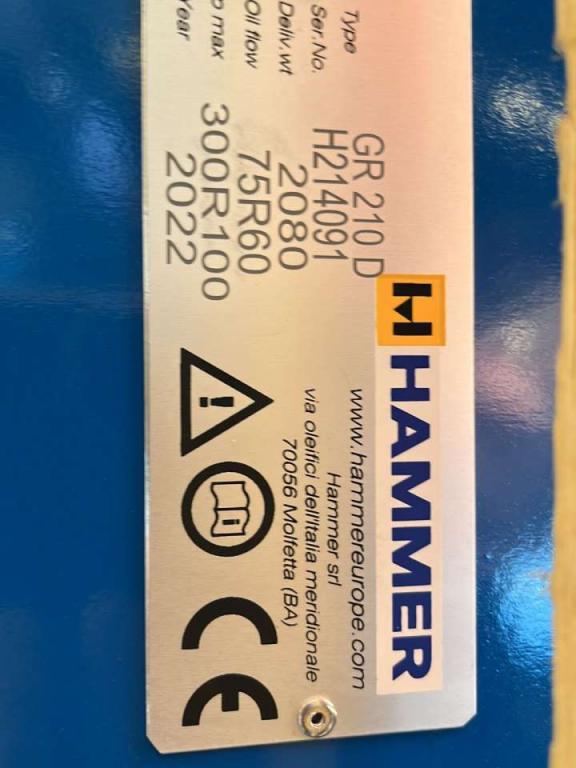 Type GR 210 D
Ser.No. H214091
Deliv.wt 2080
Oil flow 75R60
p max 300R100
Year 2022
HAMMER
www.hammereurope.com
Hammer srl
via oleifici dell'Italia meridionale
70056 Molfetta (BA)
CE